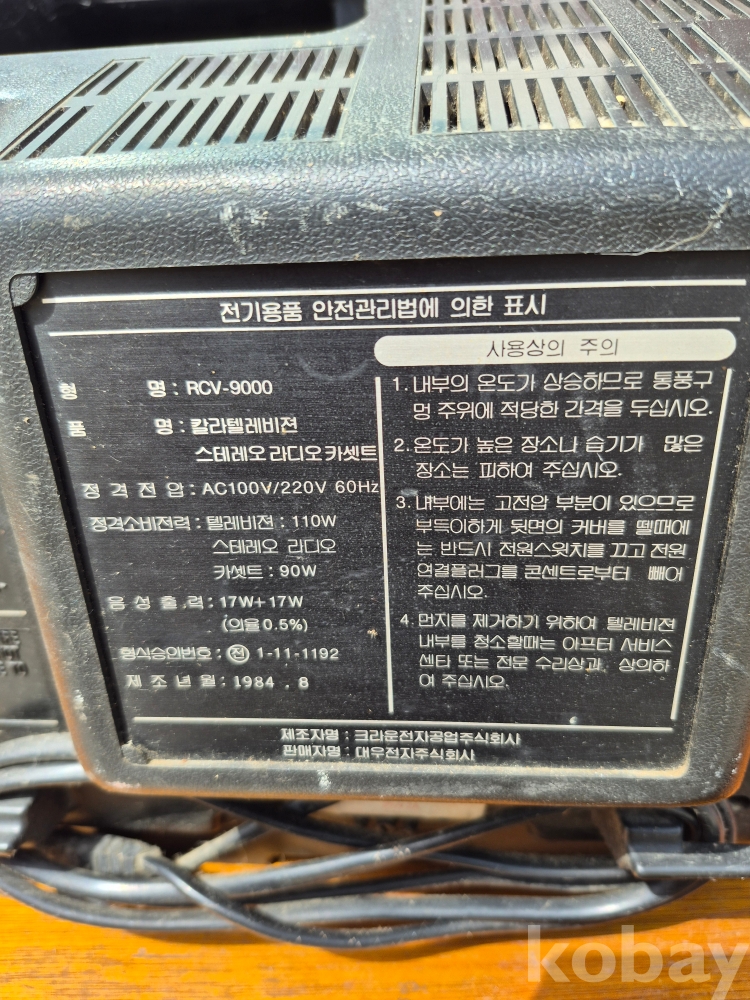 전기용품 안전관리법에 의한 표시
형 명 : RCV-9000
품 명 : 칼라텔레비젼
스테레오 라디오 카셋트
정 격 전 압 : AC100V/220V 60Hz
정격소비전력 : 텔레비젼 : 110W
스테레오 라디오
카셋트 : 90W
음 성 출 력 : 17W+17W
(의율 0.5%)
형식승인번호 : 전 1-11-1192
제 조 년 월 : 1984 . 8
사용상의 주의
1. 내부의 온도가 상승하므로 통풍구
멍 주위에 적당한 간격을 두십시오.
2. 온도가 높은 장소나 습기가 많은
장소는 피하여 주십시오.
3. 내부에는 고전압 부분이 있으므로
부득이하게 뒷면의 커버를 뗄때에
는 반드시 전원스윗치를 끄고 전원
연결플러그를 콘센트로부터 빼어
주십시오.
4. 먼지를 제거하기 위하여 텔레비젼
내부를 청소할때는 아프터 서비스
센타 또는 전문 수리상과, 상의하
여 주십시오.
제조자명 : 크라운전자공업주식회사
판매자명 : 대우전자주식회사
kobay